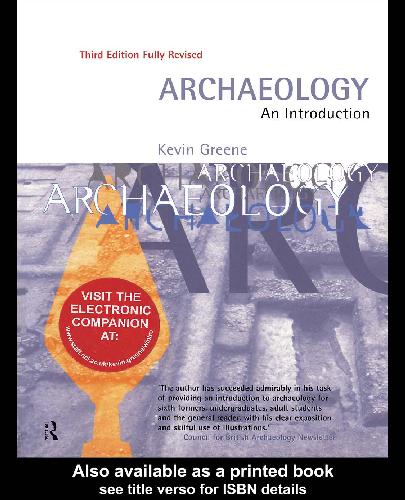 Third Edition Fully Revised
ARCHAEOLOGY
An Introduction
Kevin Greene
ARCHAEOLOGY
ARCHAEOLOGY
ARCHAEOLOGY
ARC
VISIT THE
ELECTRONIC
COMPANION
AT:
'The author has succeeded admirably in his task
of providing an introduction to archaeology for
sixth formers, undergraduates, adult students
and the general reader, with his clear exposition
and skilful use of illustrations.'
Council for British Archaeology Newsletter
Also available as a printed book
see title verso for ISBN details